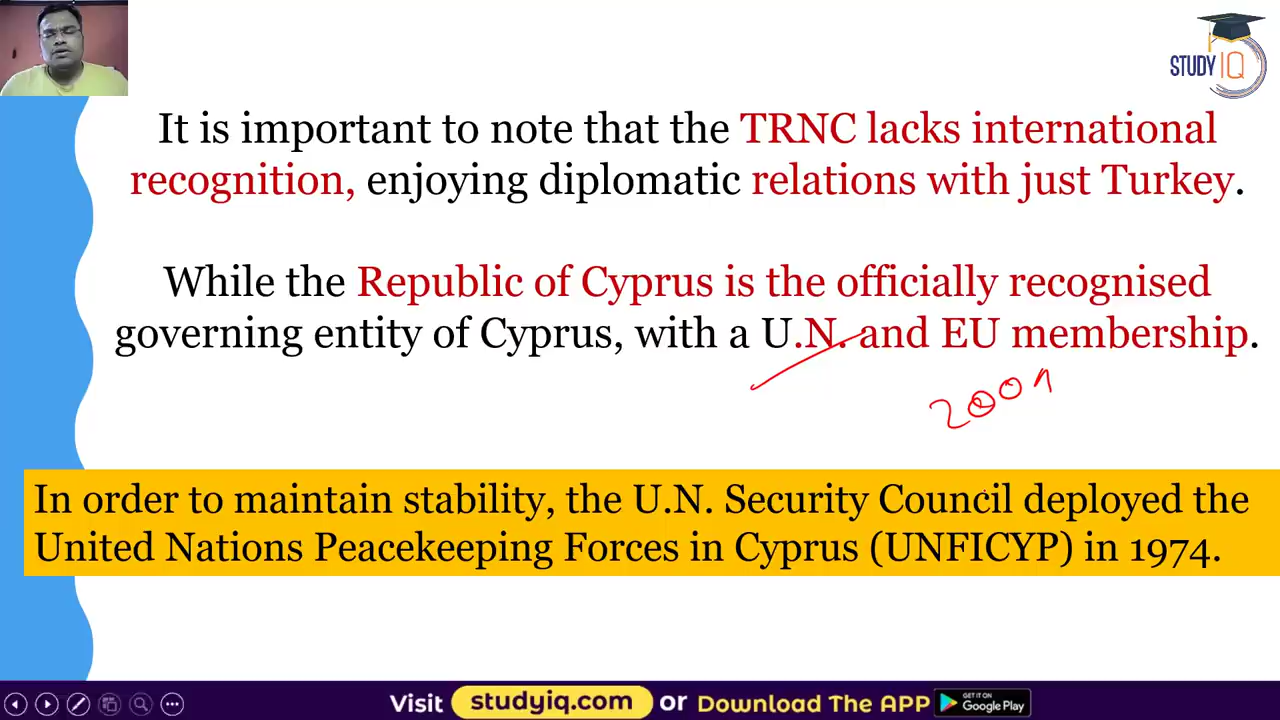 STUDY IQ
It is important to note that the TRNC lacks international
recognition, enjoying diplomatic relations with just Turkey.
While the Republic of Cyprus is the officially recognised
governing entity of Cyprus, with a U.N. and EU membership.
In order to maintain stability, the U.N. Security Council deployed the
United Nations Peacekeeping Forces in Cyprus (UNFICYP) in 1974.
Visit studyiq.com or Download The APP GET IT ON Google Play